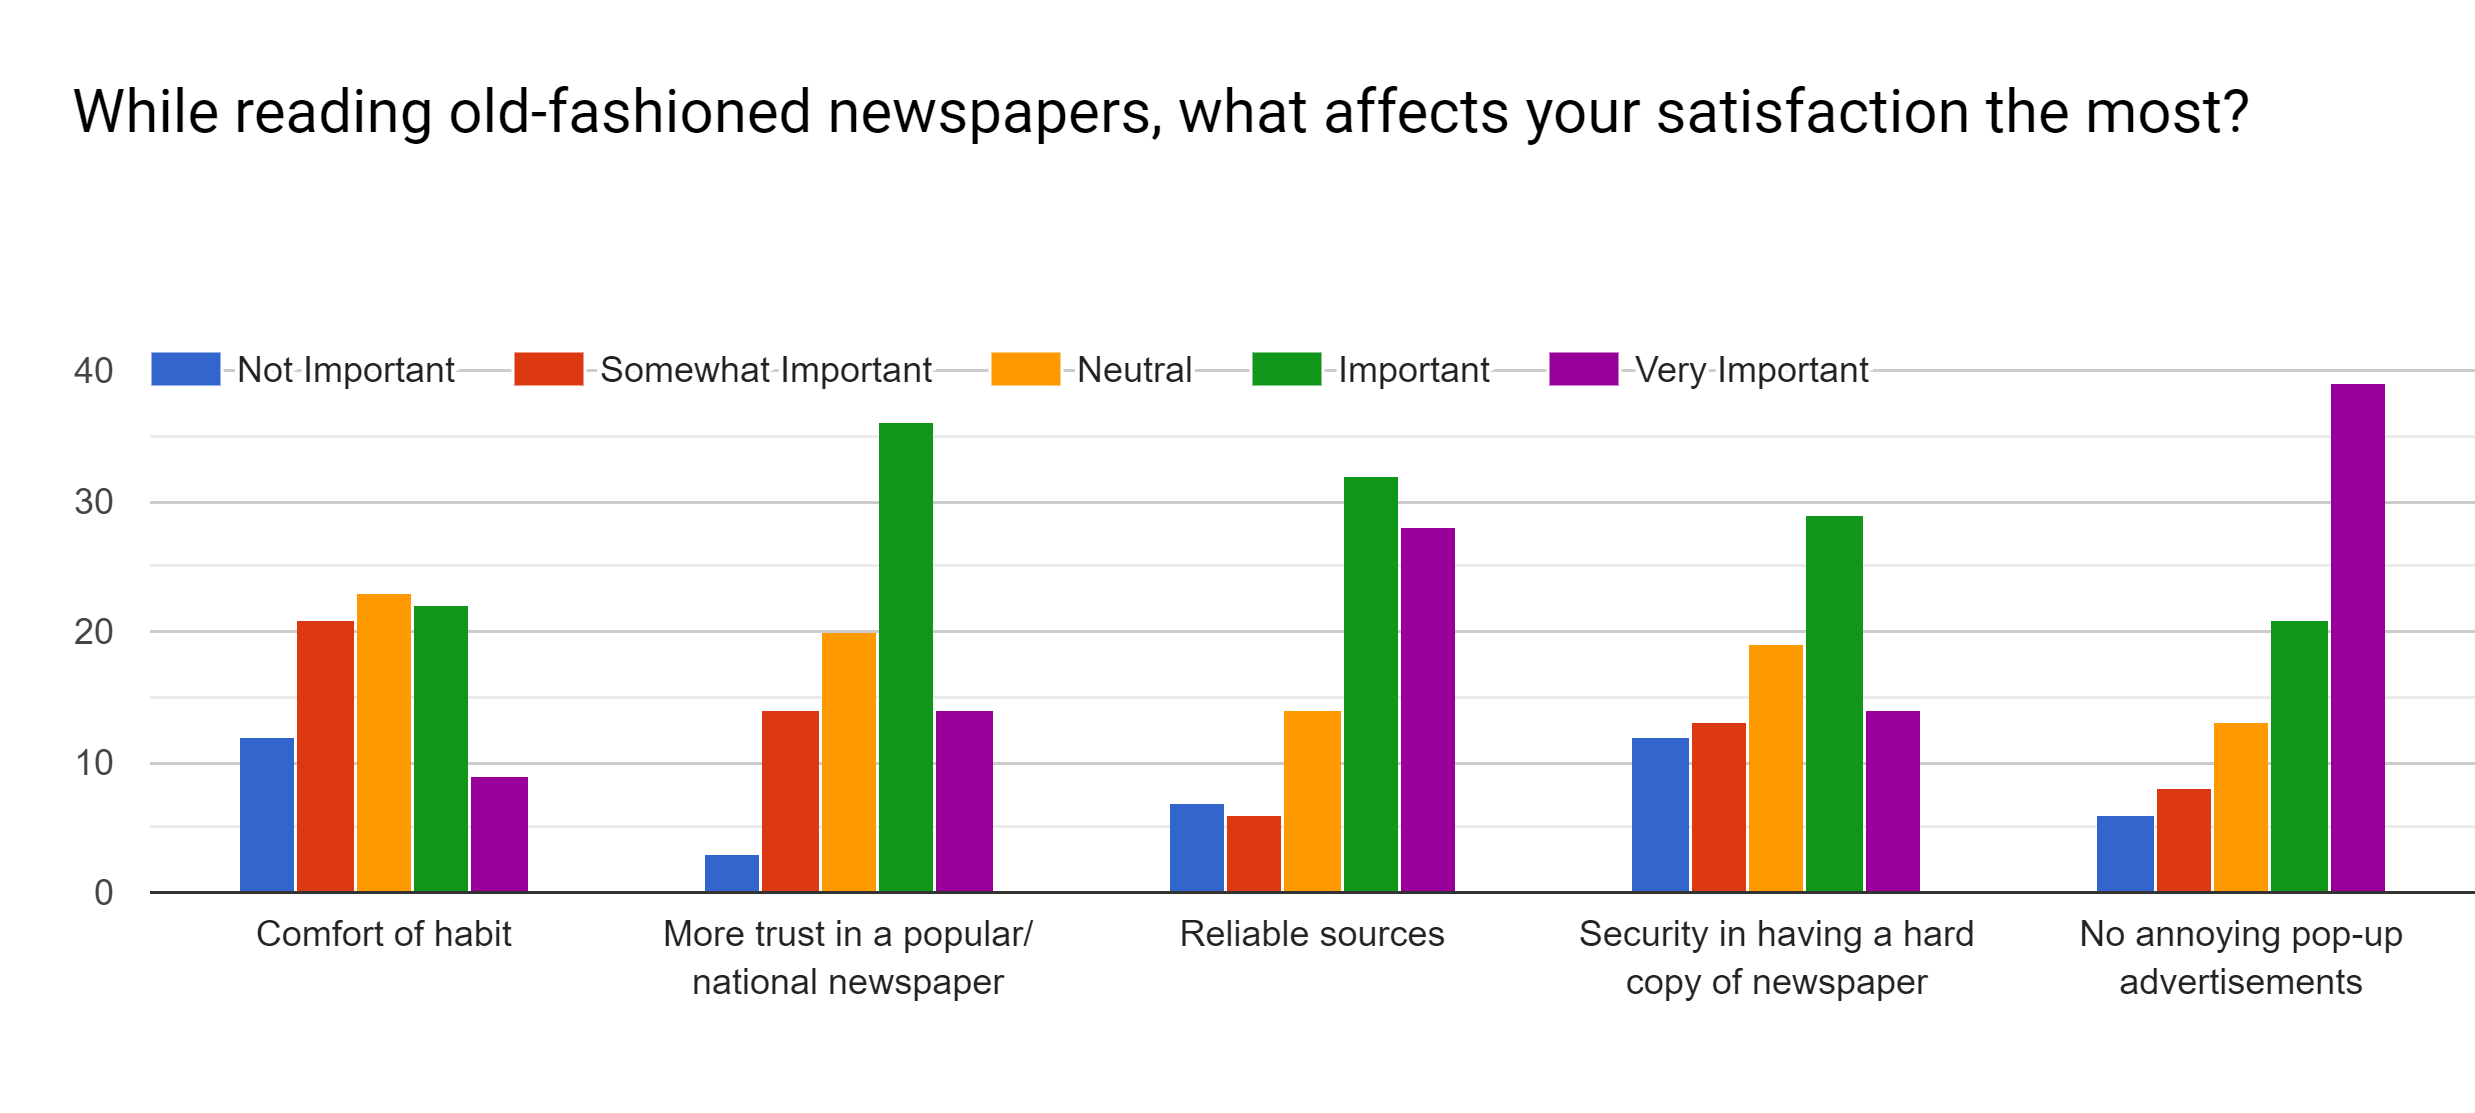 While reading old-fashioned newspapers, what affects your satisfaction the most?
40
Not Important
Somewhat Important
Neutral
Important
Very Important
30
20
10
0
Comfort of habit
More trust in a popular/
national newspaper
Reliable sources
Security in having a hard
copy of newspaper
No annoying pop-up
advertisements